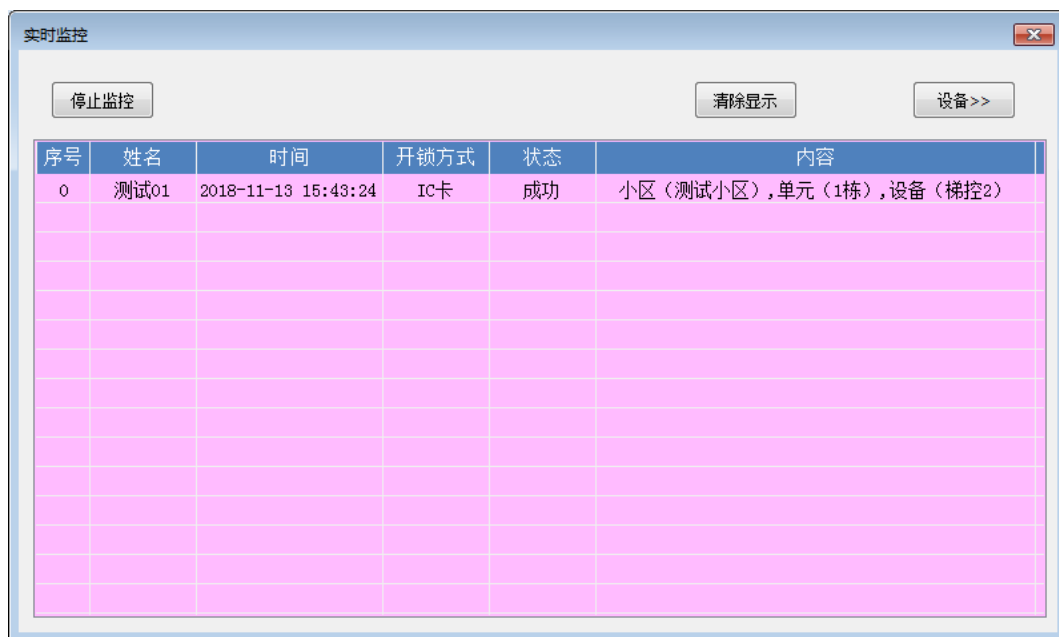 实时监控
停止监控 清除显示 设备>>
序号 姓名 时间 开锁方式 状态 内容
0 测试01 2018-11-13 15:43:24 IC卡 成功 小区（测试小区）,单元（1栋）,设备（梯控2）